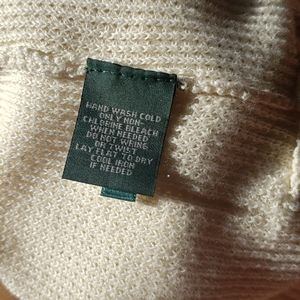 HAND WASH COLD
ONLY NON-
CHLORINE BLEACH
WHEN NEEDED
DO NOT WRING
OR TWIST
LAY FLAT TO DRY
COOL IRON
IF NEEDED